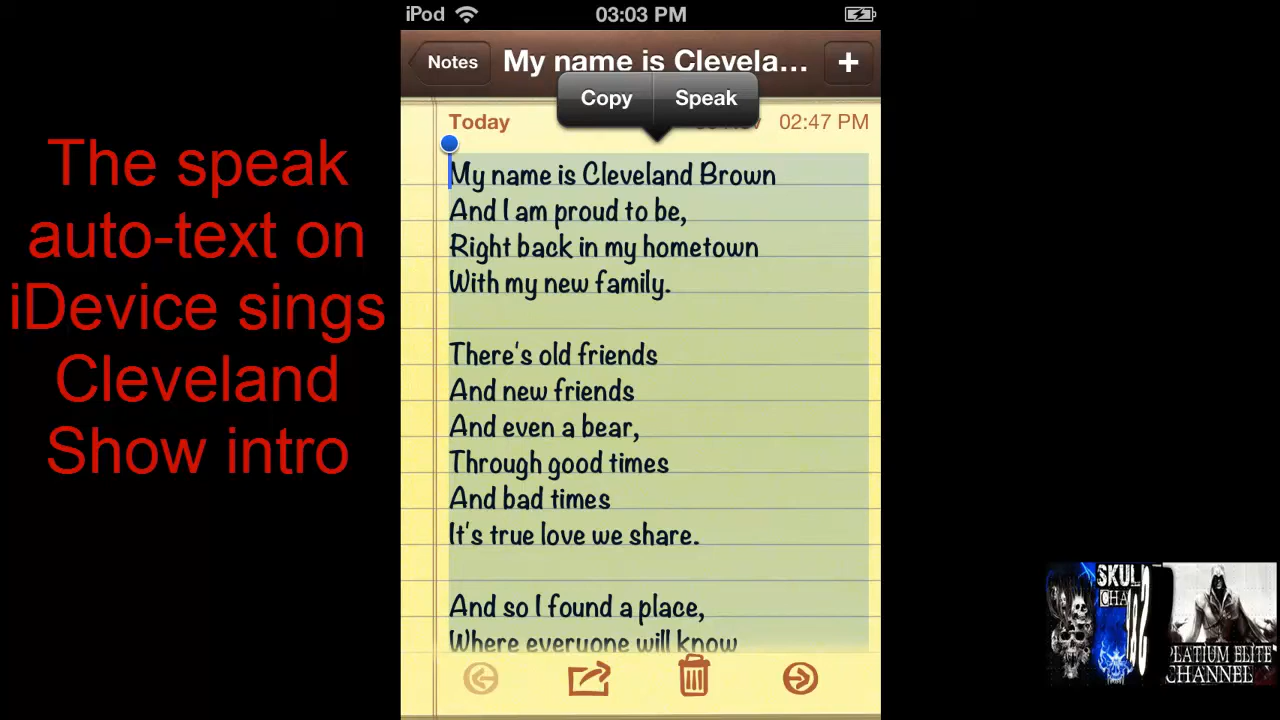 iPod
03:03 PM
Notes
My name is Clevela...
+
Copy
Speak
Today
02:47 PM
My name is Cleveland Brown
And I am proud to be,
Right back in my hometown
With my new family.
There's old friends
And new friends
And even a bear,
Through good times
And bad times
It's true love we share.
And so I found a place,
Where everyone will know
The speak
auto-text on
iDevice sings
Cleveland
Show intro
SKUL
CHA
PLATIUM ELITE
CHANNEL